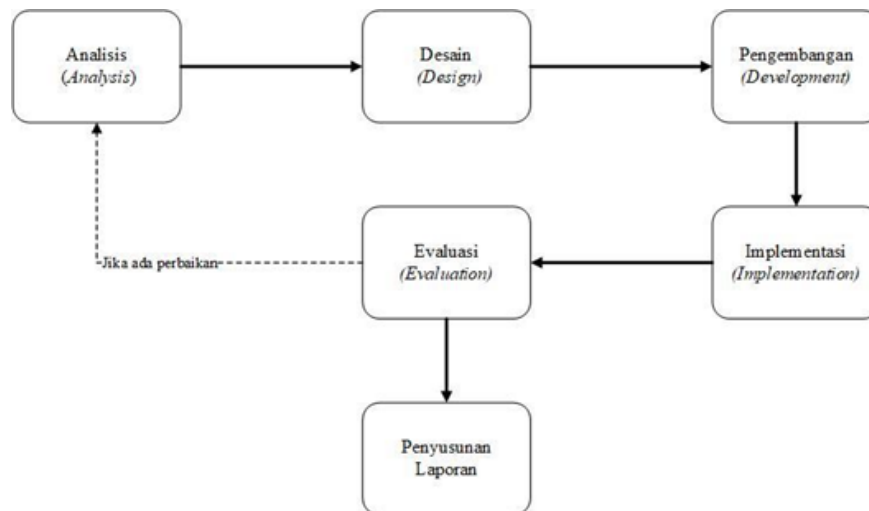 Analisis
(Analysis)
Desain
(Design)
Pengembangan
(Development)
Jika ada perbaikan
Evaluasi
(Evaluation)
Implementasi
(Implementation)
Penyusunan
Laporan